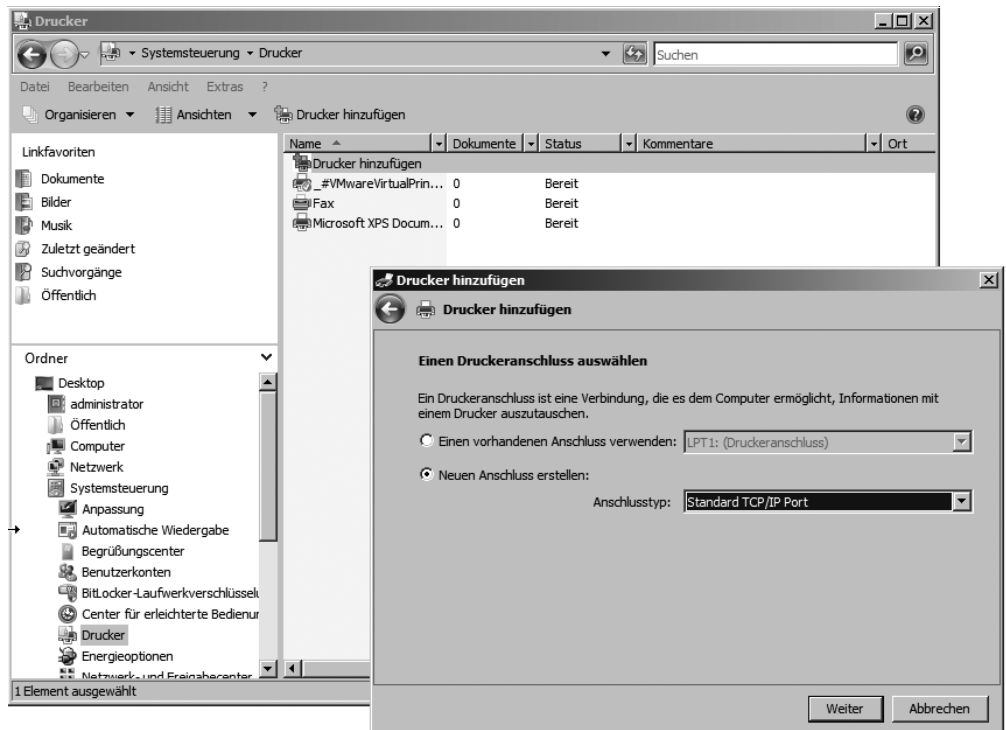 Drucker
Systemsteuerung Drucker
Suchen
Datei Bearbeiten Ansicht Extras ?
Organisieren Ansichten Drucker hinzufügen
Linkfavoriten
Dokumente
Bilder
Musik
Zuletzt geändert
Suchvorgänge
Öffentlich
Name Dokumente Status Kommentare Ort
Drucker hinzufügen
_#VMwareVirtualPrin... 0 Bereit
Fax 0 Bereit
Microsoft XPS Docum... 0 Bereit
Ordner
Desktop
administrator
Öffentlich
Computer
Netzwerk
Systemsteuerung
Anpassung
Automatische Wiedergabe
Begrüßungscenter
Benutzerkonten
BitLocker-Laufwerkverschlüssel
Center für erleichterte Bedienur
Drucker
Energieoptionen
Netzwerk- und Freigabecenter
1 Element ausgewählt
Drucker hinzufügen
Drucker hinzufügen
Einen Druckeranschluss auswählen
Ein Druckeranschluss ist eine Verbindung, die es dem Computer ermöglicht, Informationen mit
einem Drucker auszutauschen.
Einen vorhandenen Anschluss verwenden: LPT1: (Druckeranschluss)
Neuen Anschluss erstellen:
Anschlusstyp: Standard TCP/IP Port
Weiter Abbrechen